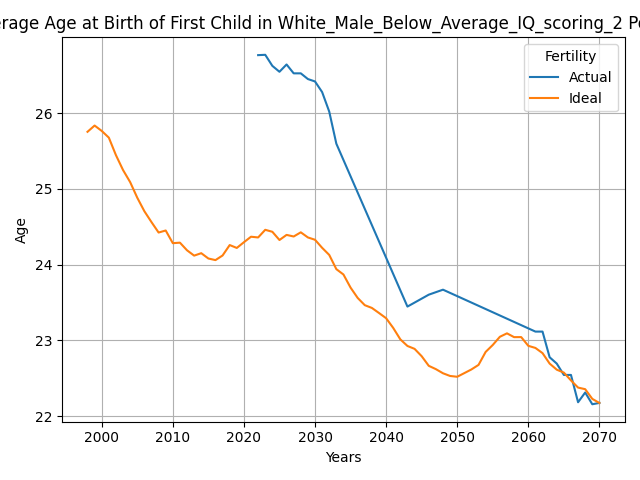 erage Age at Birth of First Child in White_Male_Below_Average_IQ_scoring_2 Po
Fertility
Actual
Ideal
Age
26
25
24
23
22
2000 2010 2020 2030 2040 2050 2060 2070
Years